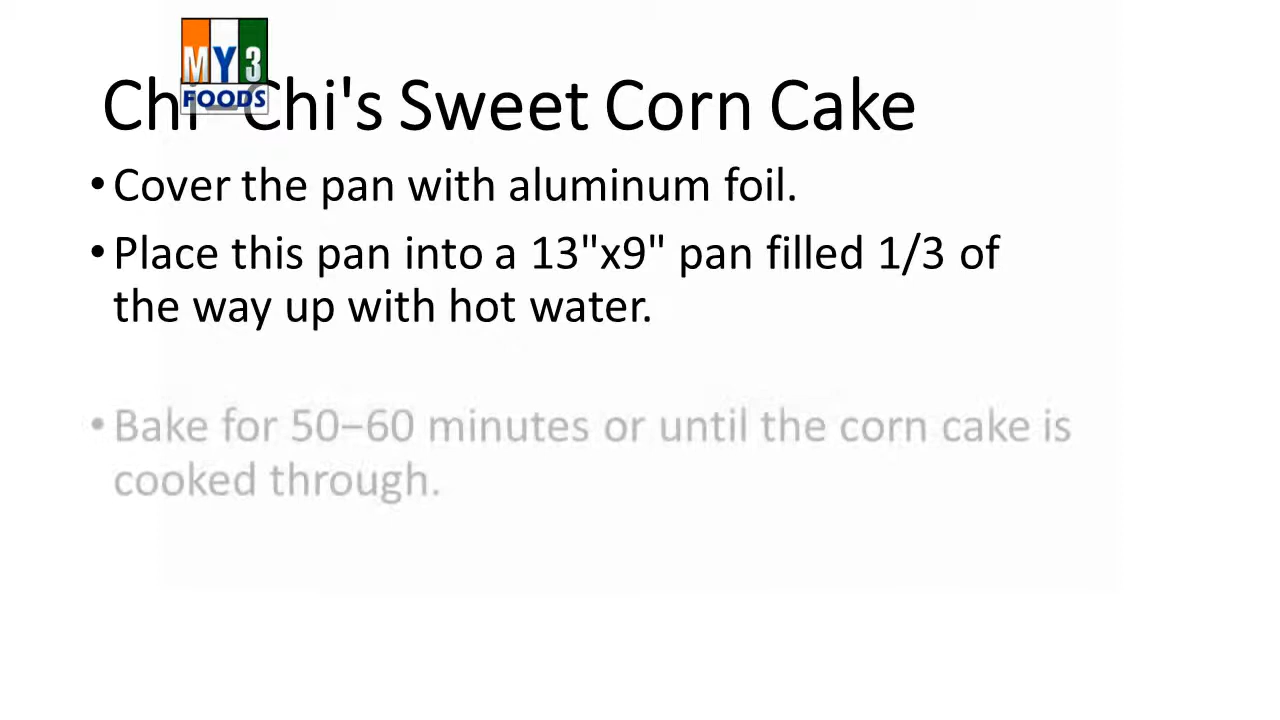 MY3
FOODS
Chi-Chi's Sweet Corn Cake
• Cover the pan with aluminum foil.
• Place this pan into a 13"x9" pan filled 1/3 of
the way up with hot water.
• Bake for 50–60 minutes or until the corn cake is
cooked through.